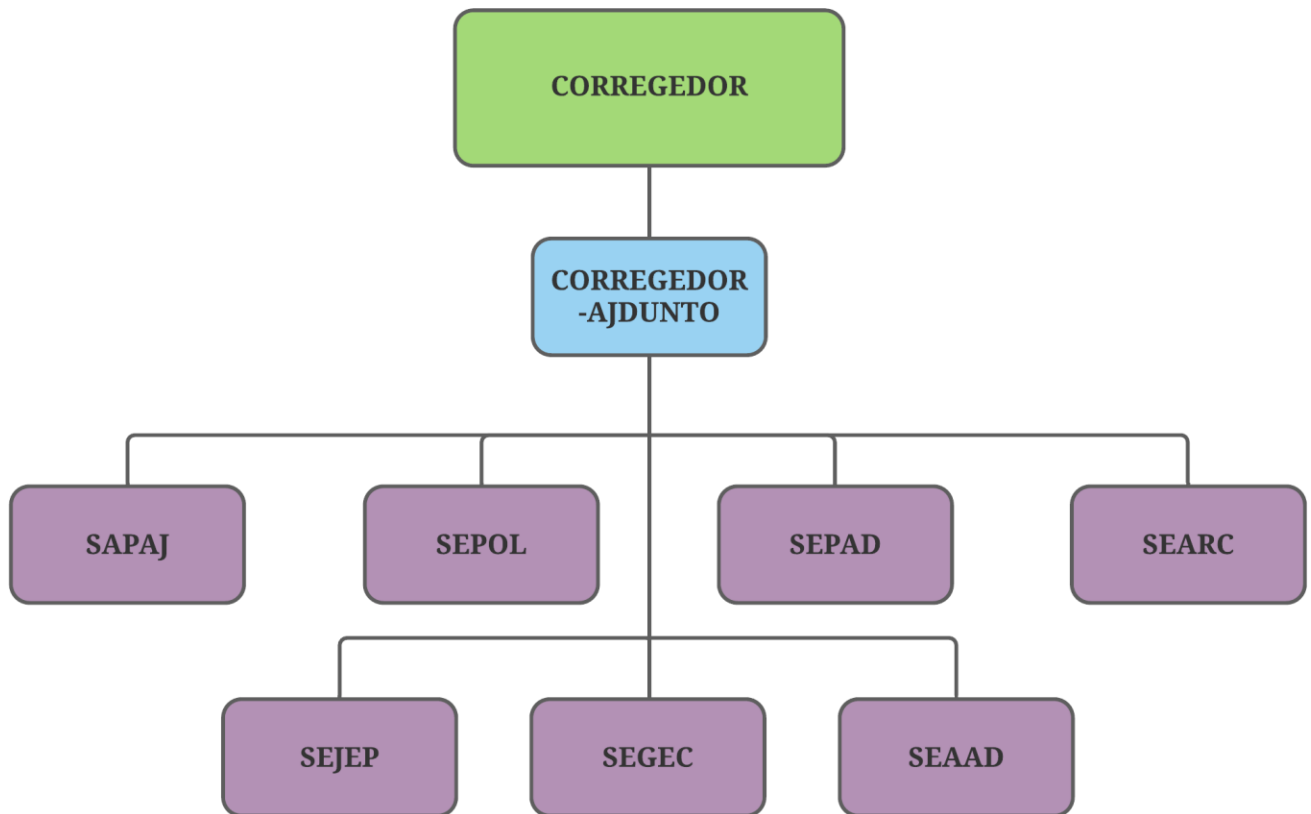 CORREGEDOR
CORREGEDOR
-AJDUNTO
SAPAJ
SEPOL
SEPAD
SEARC
SEJEP
SEGEC
SEAAD